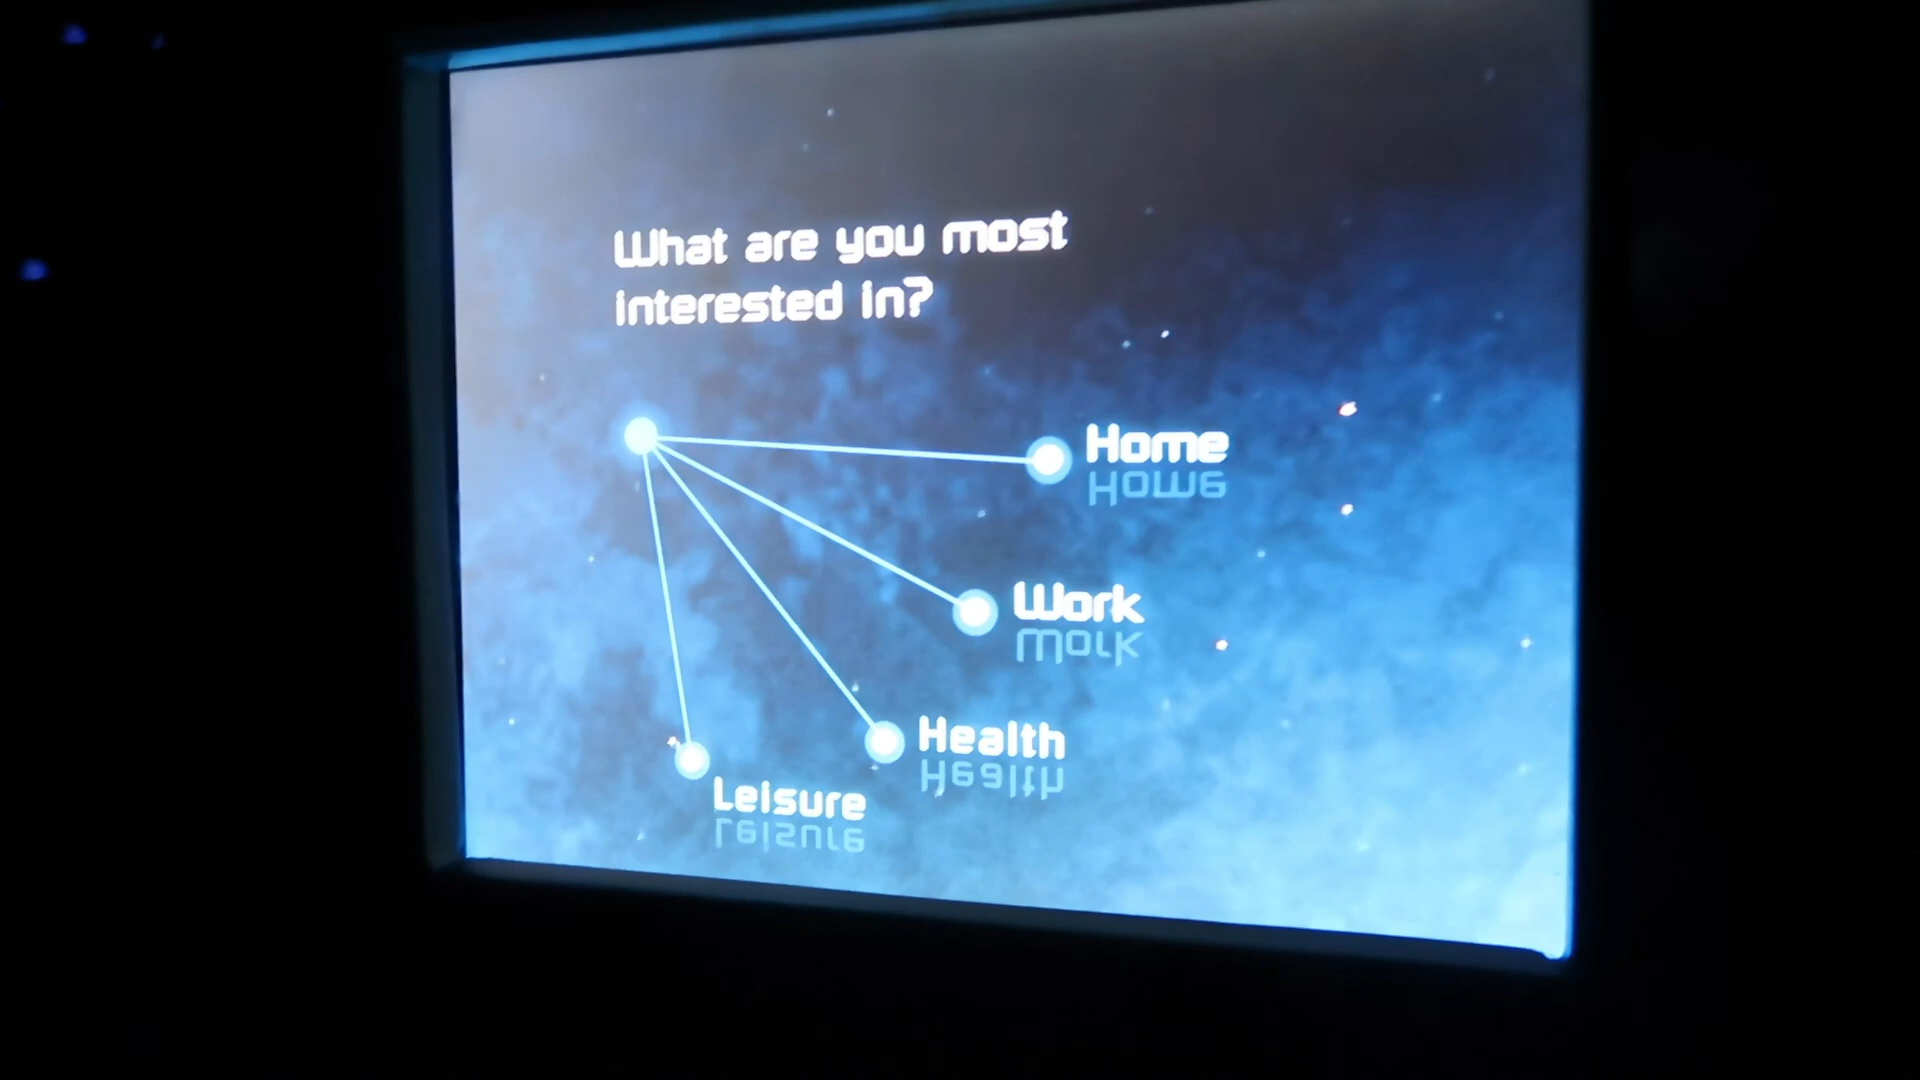 What are you most
interested in?
Home
Work
Health
Leisure